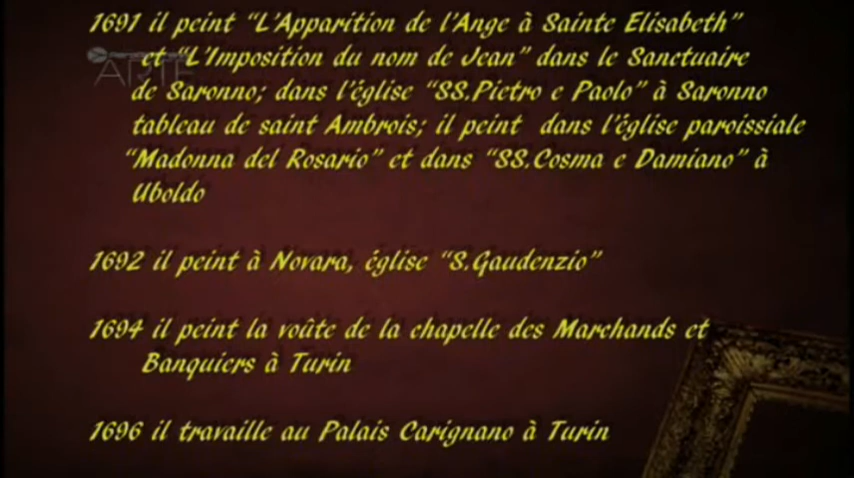 1691 il peint “L’Apparition de l’Ange à Sainte Elisabeth”
et “L’Imposition du nom de Jean” dans le Sanctuaire
ARTE
de Saronno; dans l’église “SS.Pietro e Paolo” à Saronno
tableau de saint Ambrois; il peint dans l’église paroissiale
“Madonna del Rosario” et dans “SS.Cosma e Damiano” à
Uboldo
1692 il peint à Novara, église “S.Gaudenzio”
1694 il peint la voûte de la chapelle des Marchands et
Banquiers à Turin
1696 il travaille au Palais Carignano à Turin